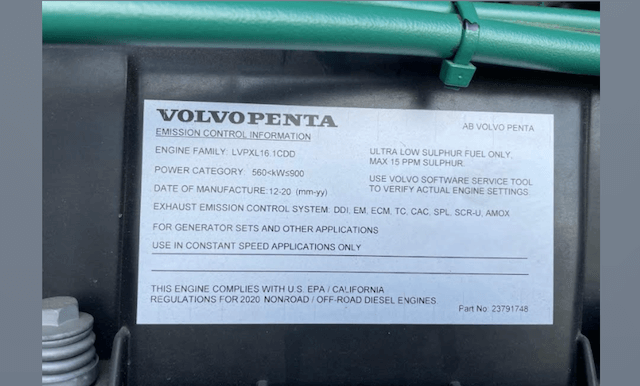 VOLVO PENTA
AB VOLVO PENTA
EMISSION CONTROL INFORMATION
ENGINE FAMILY: LVPXL16.1CDD
POWER CATEGORY: 560<kW≤900
DATE OF MANUFACTURE: 12-20 (mm-yy)
ULTRA LOW SULPHUR FUEL ONLY,
MAX 15 PPM SULPHUR.
USE VOLVO SOFTWARE SERVICE TOOL
TO VERIFY ACTUAL ENGINE SETTINGS.
EXHAUST EMISSION CONTROL SYSTEM: DDI, EM, ECM, TC, CAC, SPL, SCR-U, AMOX
FOR GENERATOR SETS AND OTHER APPLICATIONS
USE IN CONSTANT SPEED APPLICATIONS ONLY
THIS ENGINE COMPLIES WITH U.S. EPA / CALIFORNIA
REGULATIONS FOR 2020 NONROAD / OFF-ROAD DIESEL ENGINES
Part No: 23791748